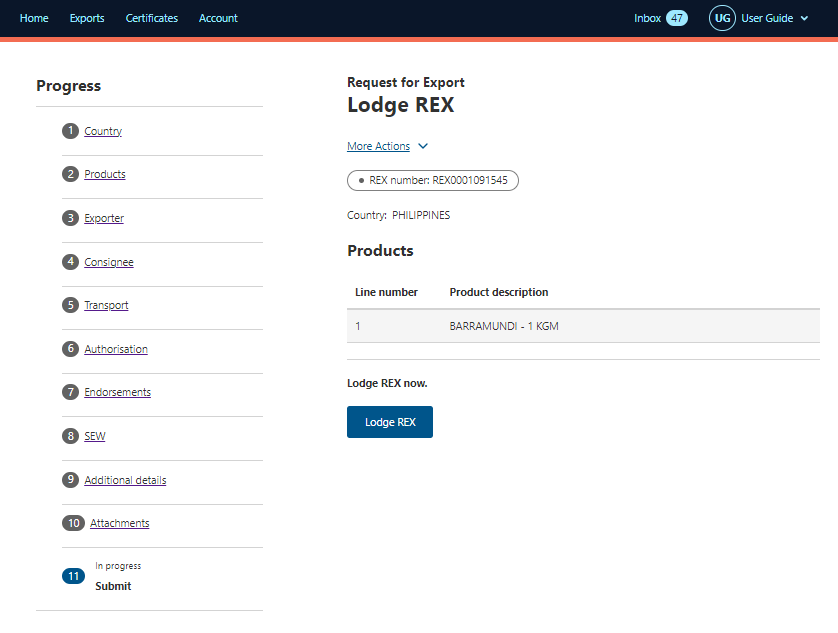 Home Exports Certificates Account Inbox 47 UG User Guide
Progress
1 Country
2 Products
3 Exporter
4 Consignee
5 Transport
6 Authorisation
7 Endorsements
8 SEW
9 Additional details
10 Attachments
11 In progress
Submit
Request for Export
Lodge REX
More Actions
REX number: REX0001091545
Country: PHILIPPINES
Products
Line number Product description
1 BARRAMUNDI - 1 KGM
Lodge REX now.
Lodge REX